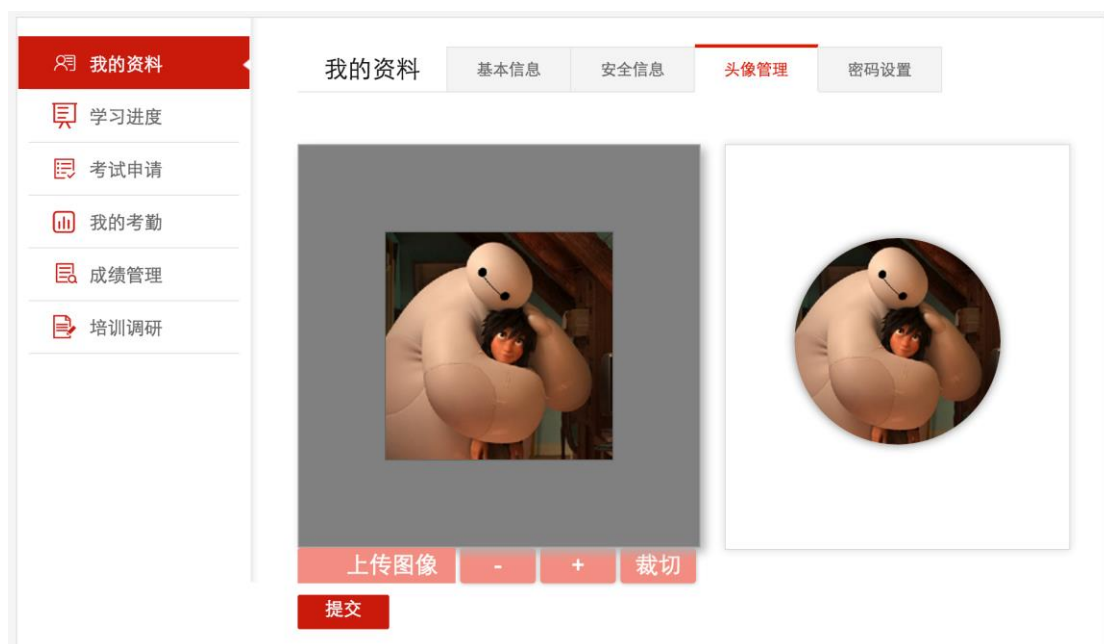 我的资料
学习进度
考试申请
我的考勤
成绩管理
培训调研
我的资料 基本信息 安全信息 头像管理 密码设置
上传图像 - + 裁切
提交